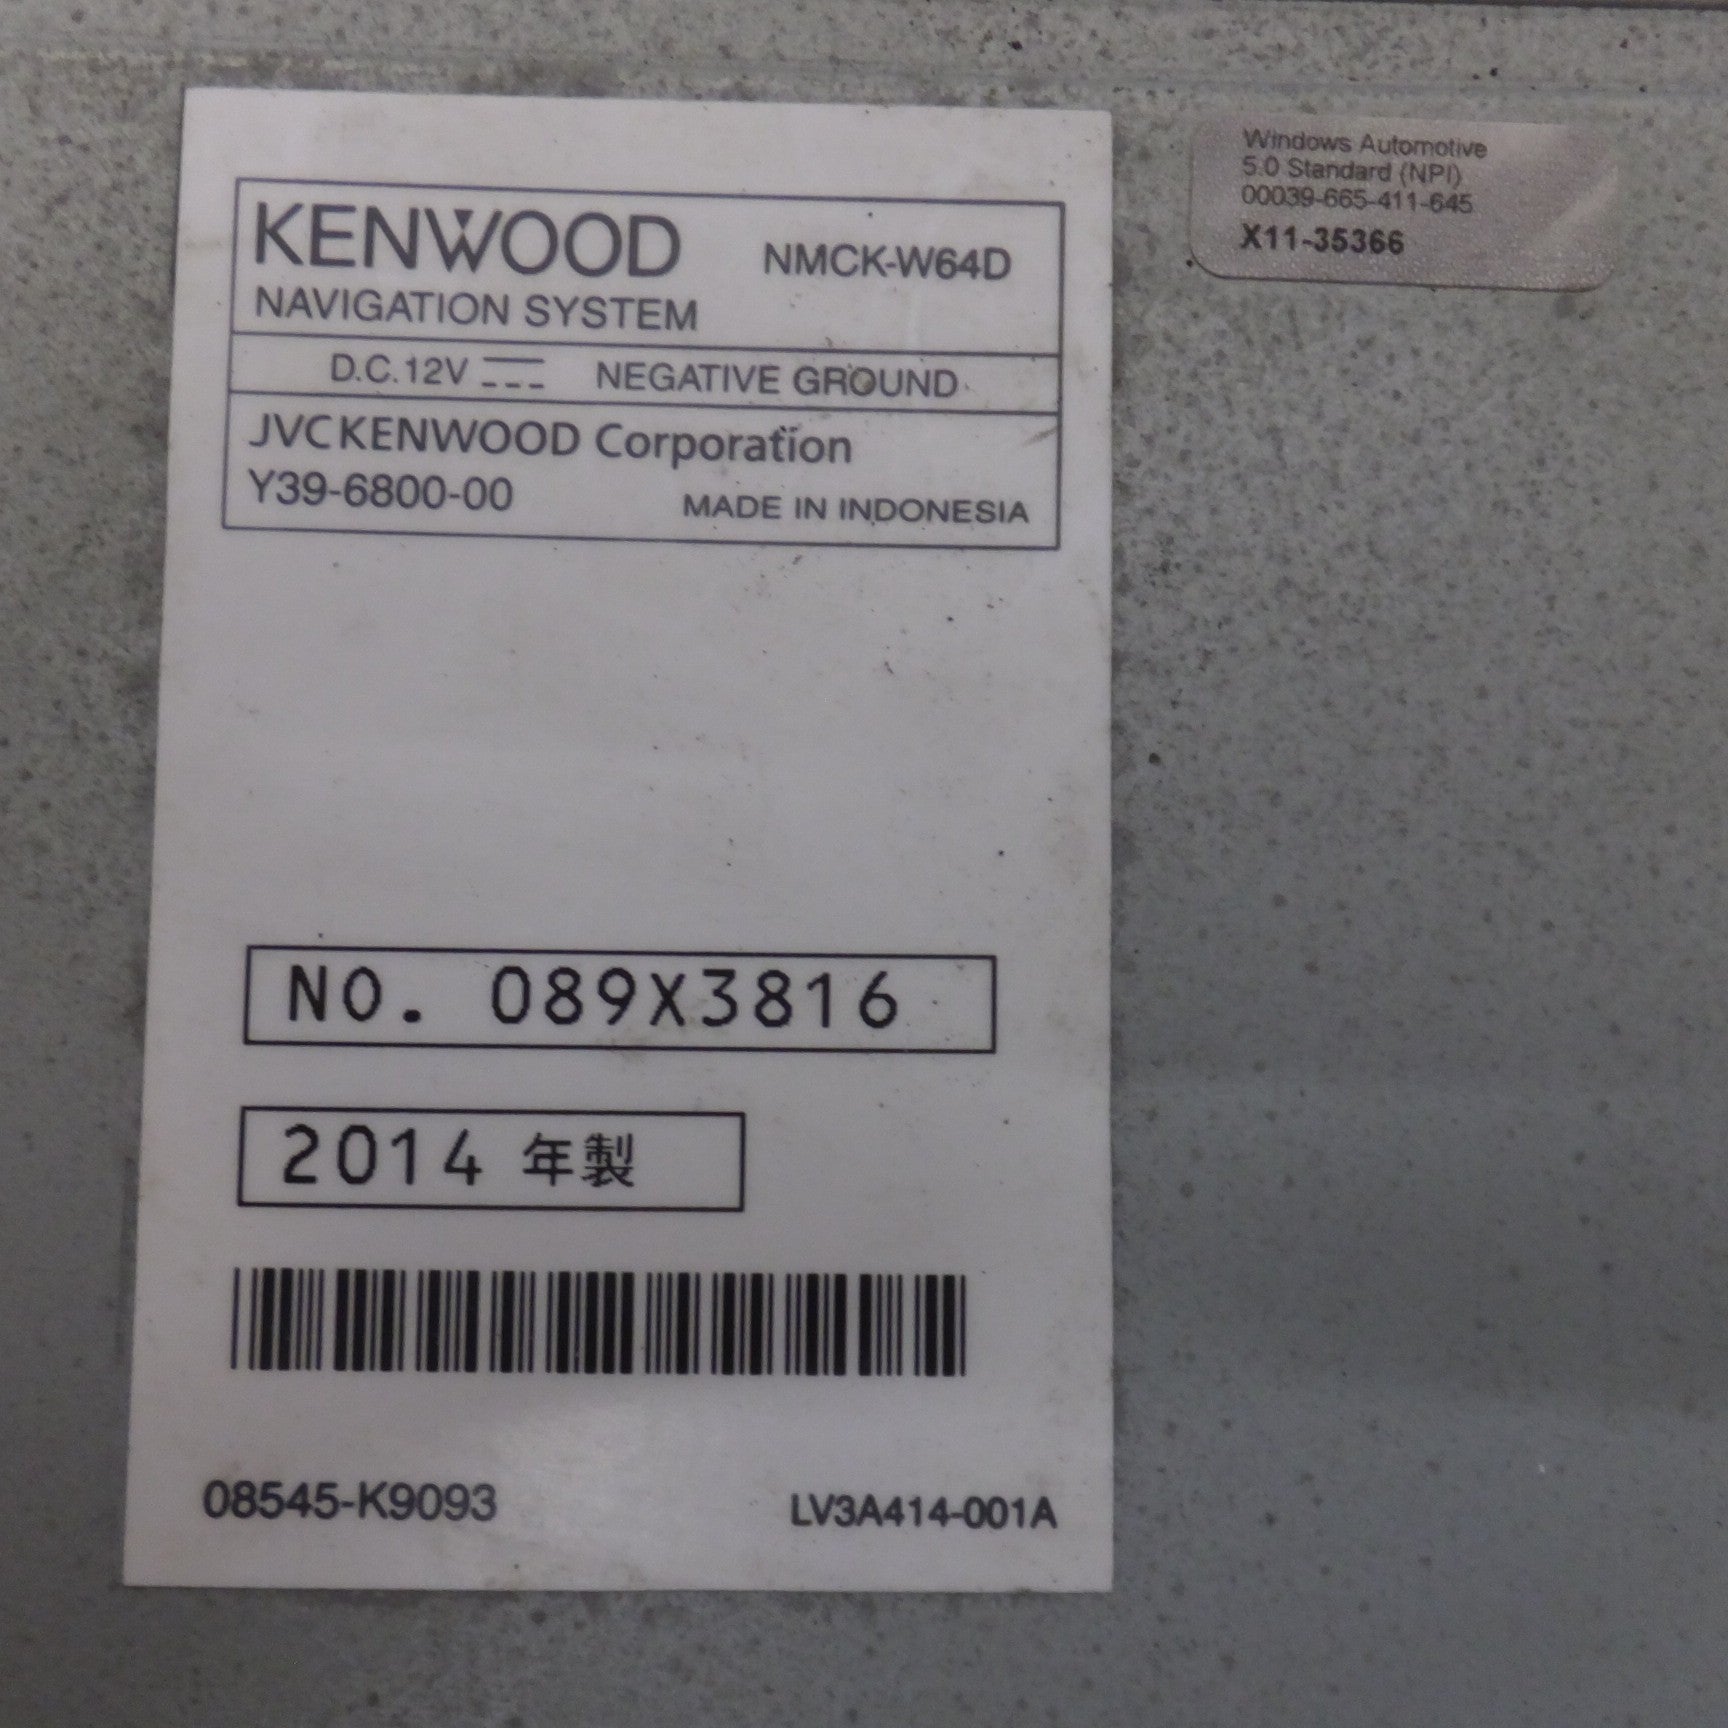 KENWOOD NMCK-W64D
NAVIGATION SYSTEM
D.C.12V NEGATIVE GROUND
JVCKENWOOD Corporation
Y39-6800-00 MADE IN INDONESIA
NO. 089X3816
2014 年製
08545-K9093 LV3A414-001A
Windows Automotive
5.0 Standard (NPI)
00039-665-411-645
X11-35366